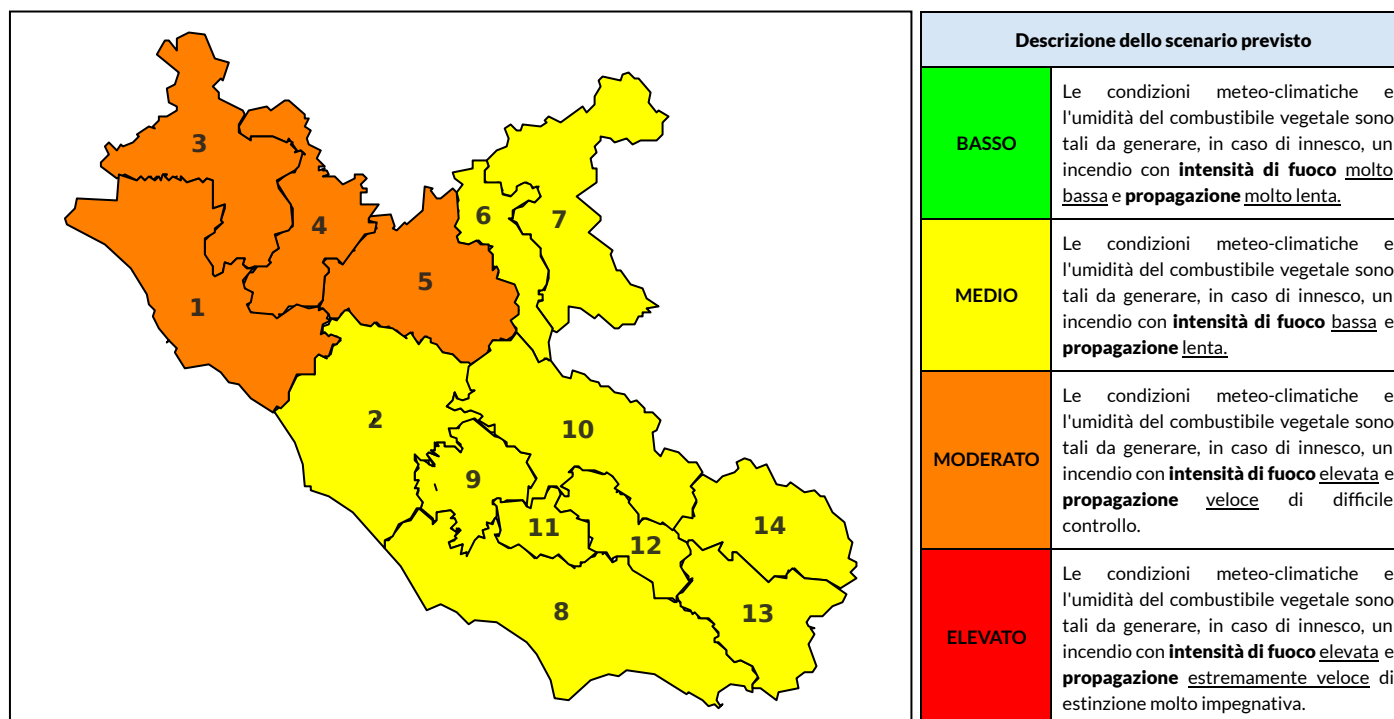 3
4
6
7
5
1
2
10
9
11
12
14
8
13
Descrizione dello scenario previsto
BASSO
Le condizioni meteo-climatiche e
l'umidità del combustibile vegetale sono
tali da generare, in caso di innesco, un
incendio con intensità di fuoco molto
bassa e propagazione molto lenta.
MEDIO
Le condizioni meteo-climatiche e
l'umidità del combustibile vegetale sono
tali da generare, in caso di innesco, un
incendio con intensità di fuoco bassa e
propagazione lenta.
MODERATO
Le condizioni meteo-climatiche e
l'umidità del combustibile vegetale sono
tali da generare, in caso di innesco, un
incendio con intensità di fuoco elevata e
propagazione veloce di difficile
controllo.
ELEVATO
Le condizioni meteo-climatiche e
l'umidità del combustibile vegetale sono
tali da generare, in caso di innesco, un
incendio con intensità di fuoco elevata e
propagazione estremamente veloce di
estinzione molto impegnativa.